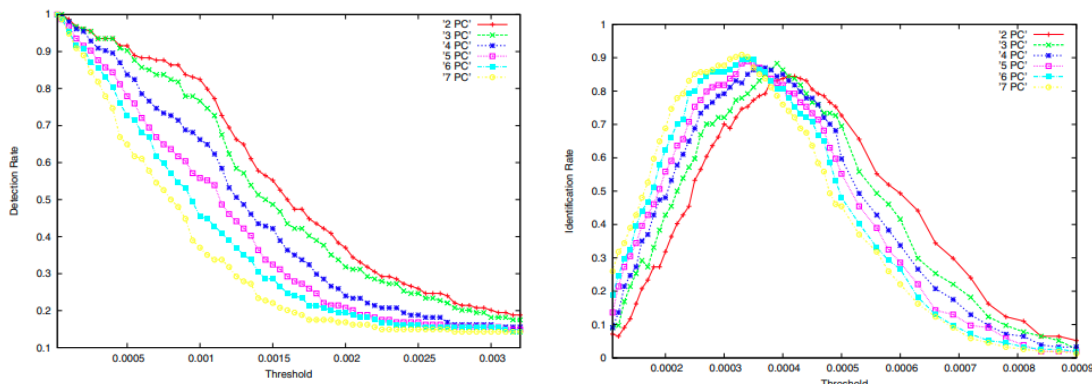 1
0.9
0.8
0.7
0.6
0.5
0.4
0.3
0.2
0.1
0.0005
0.001
0.0015
0.002
0.0025
0.003
Detection Rate
Threshold
'2 PC'
'3 PC'
'4 PC'
'5 PC'
'6 PC'
'7 PC'
1
0.9
0.8
0.7
0.6
0.5
0.4
0.3
0.2
0.1
0
0.0002
0.0003
0.0004
0.0005
0.0006
0.0007
0.0008
Identification Rate
Threshold
'2 PC'
'3 PC'
'4 PC'
'5 PC'
'6 PC'
'7 PC'